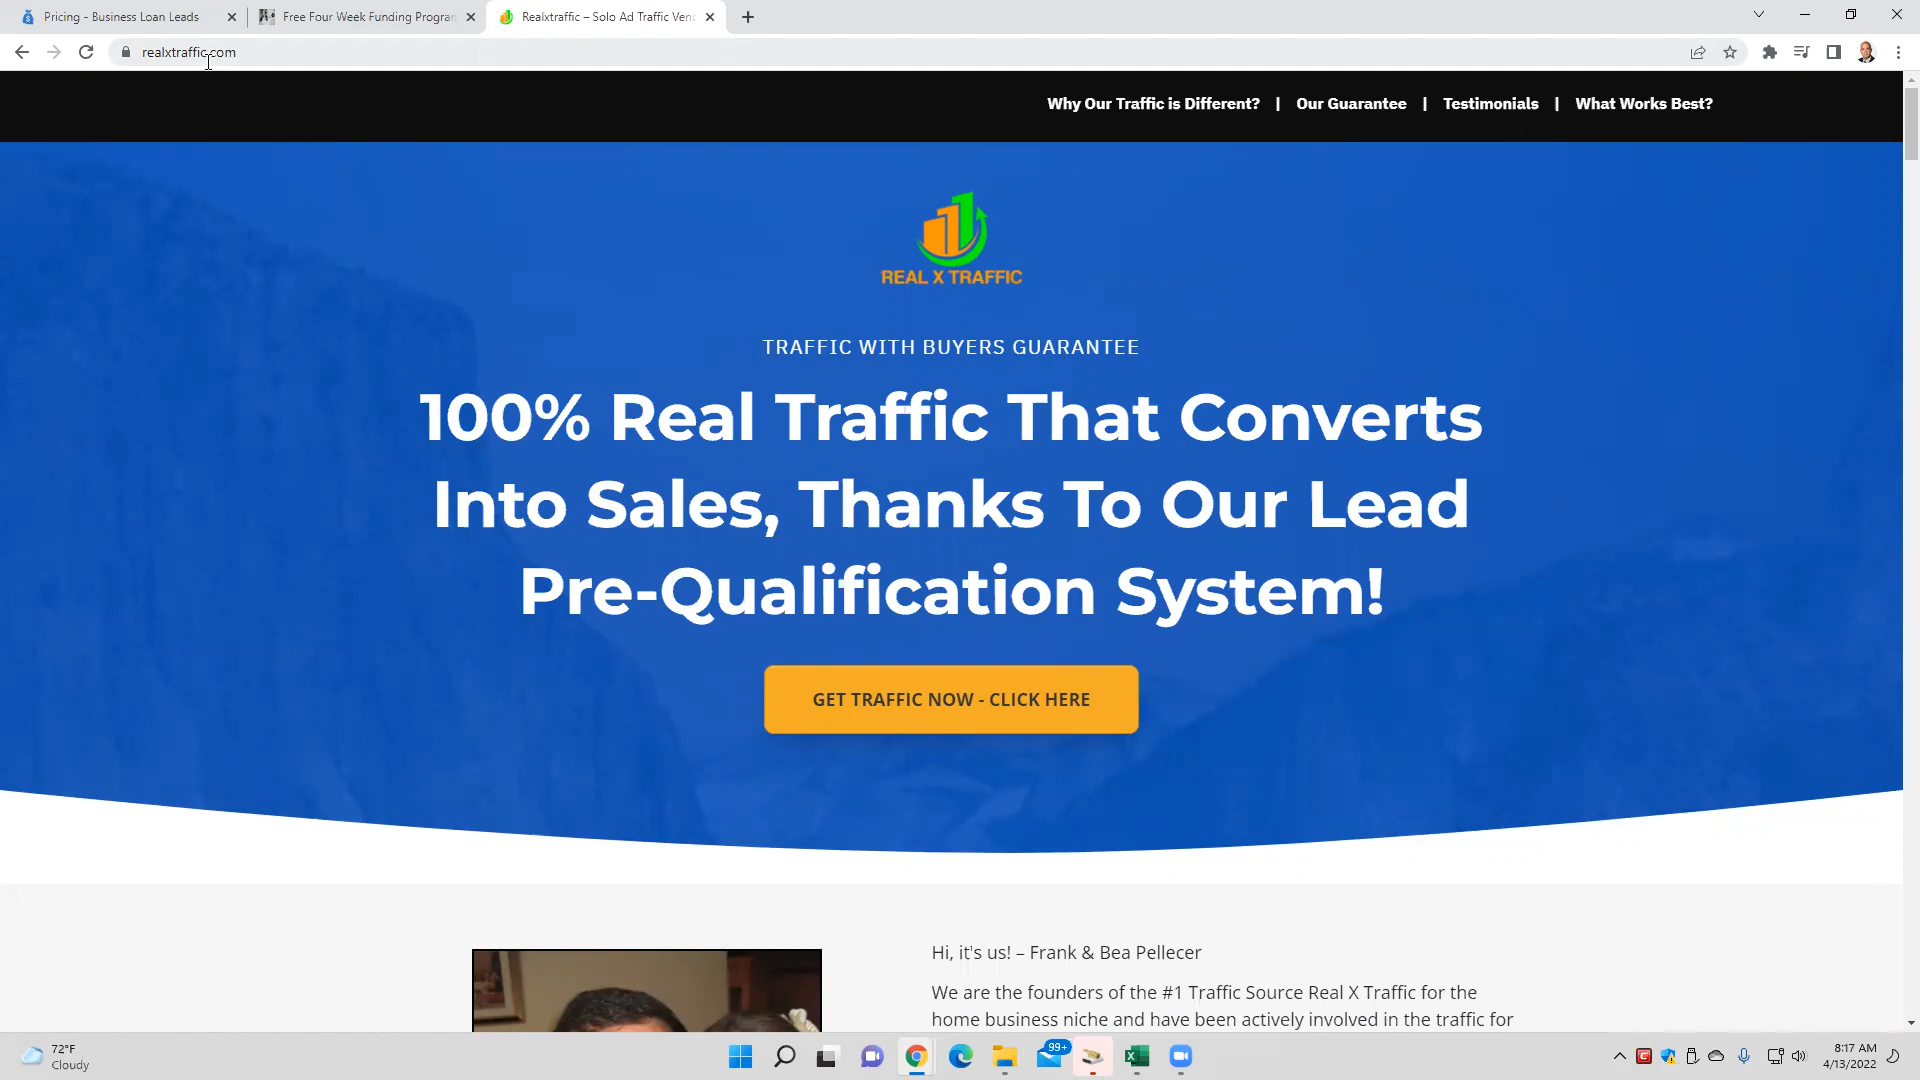 Pricing - Business Loan Leads
Free Four Week Funding Program
Realxtraffic – Solo Ad Traffic Ven
realxtraffic.com
Why Our Traffic is Different? | Our Guarantee | Testimonials | What Works Best?
REAL X TRAFFIC
TRAFFIC WITH BUYERS GUARANTEE
100% Real Traffic That Converts
Into Sales, Thanks To Our Lead
Pre-Qualification System!
GET TRAFFIC NOW - CLICK HERE
Hi, it's us! – Frank & Bea Pellecer
We are the founders of the #1 Traffic Source Real X Traffic for the
home business niche and have been actively involved in the traffic for
72°F
Cloudy
99+
8:17 AM
4/13/2022